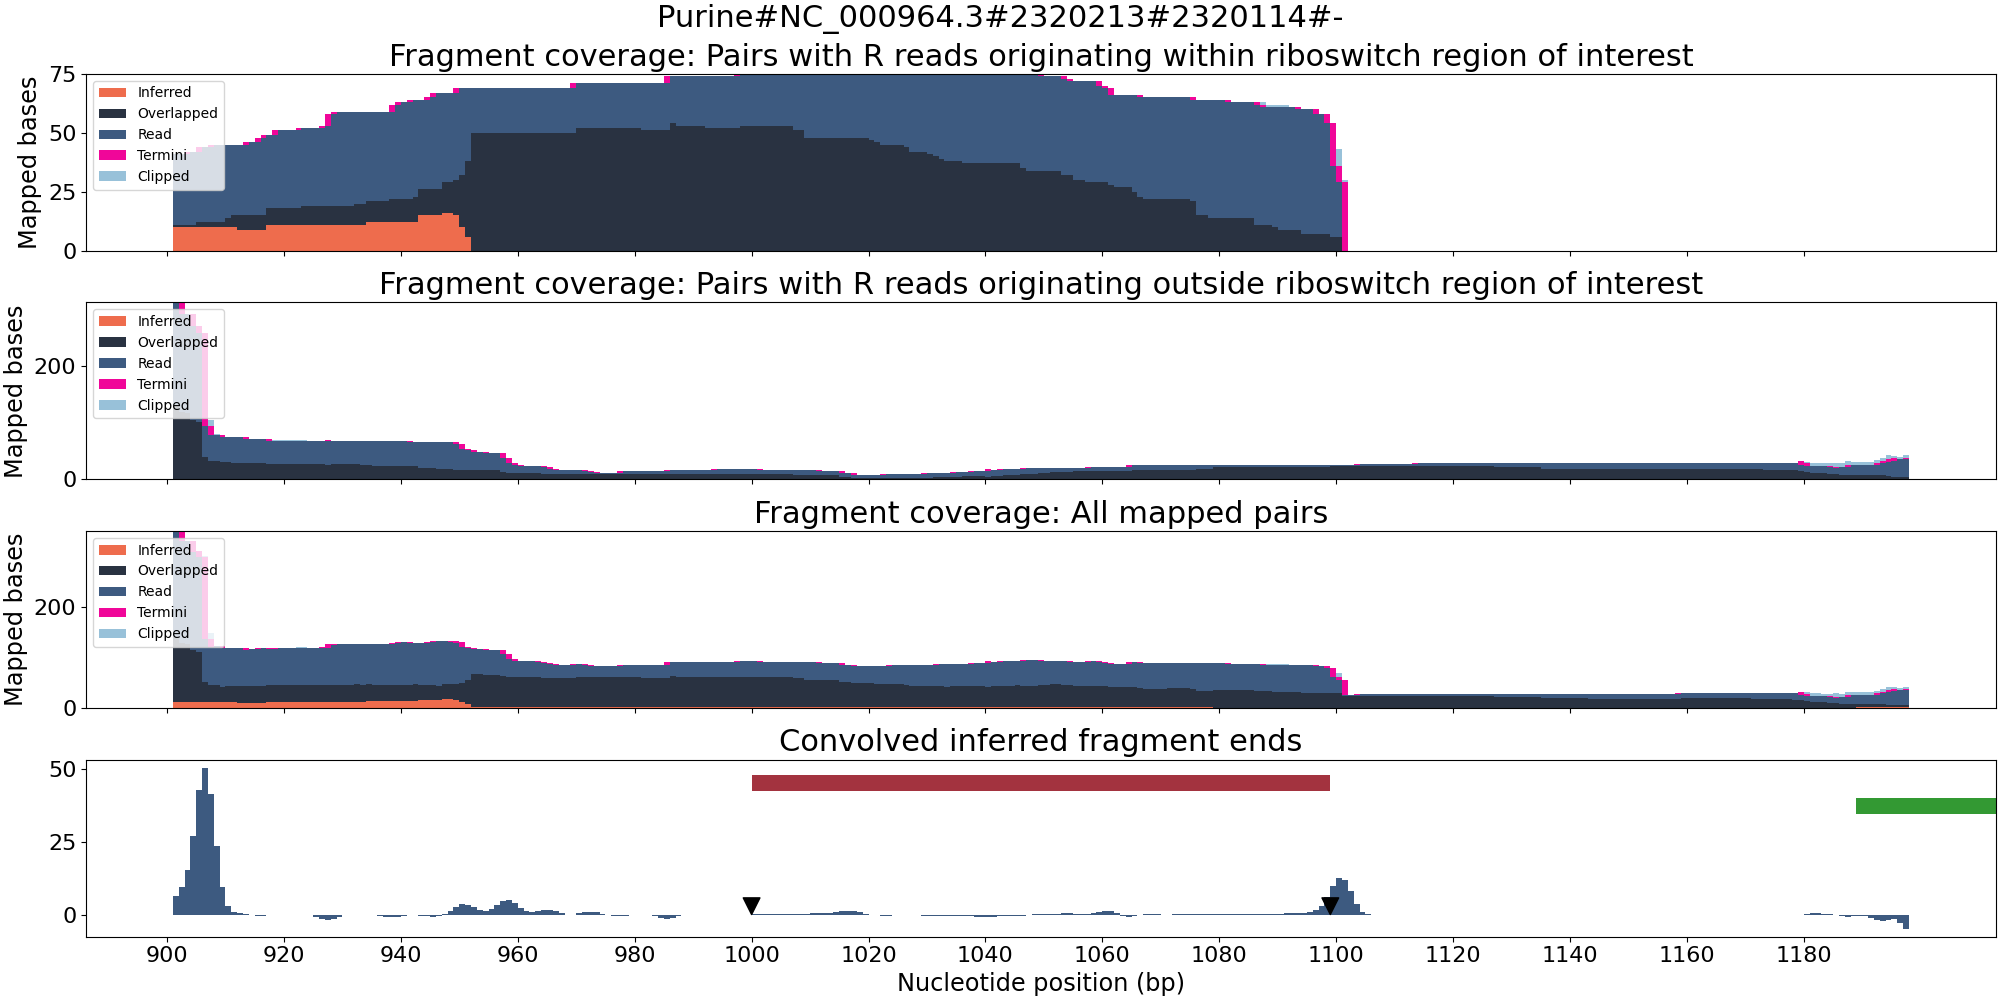 Purine#NC_000964.3#2320213#2320114#-
Fragment coverage: Pairs with R reads originating within riboswitch region of interest
Mapped bases
75
50
25
0
Inferred
Overlapped
Read
Termini
Clipped
Fragment coverage: Pairs with R reads originating outside riboswitch region of interest
Mapped bases
200
0
Inferred
Overlapped
Read
Termini
Clipped
Fragment coverage: All mapped pairs
Mapped bases
200
0
Inferred
Overlapped
Read
Termini
Clipped
Convolved inferred fragment ends
50
25
0
900 920 940 960 980 1000 1020 1040 1060 1080 1100 1120 1140 1160 1180
Nucleotide position (bp)